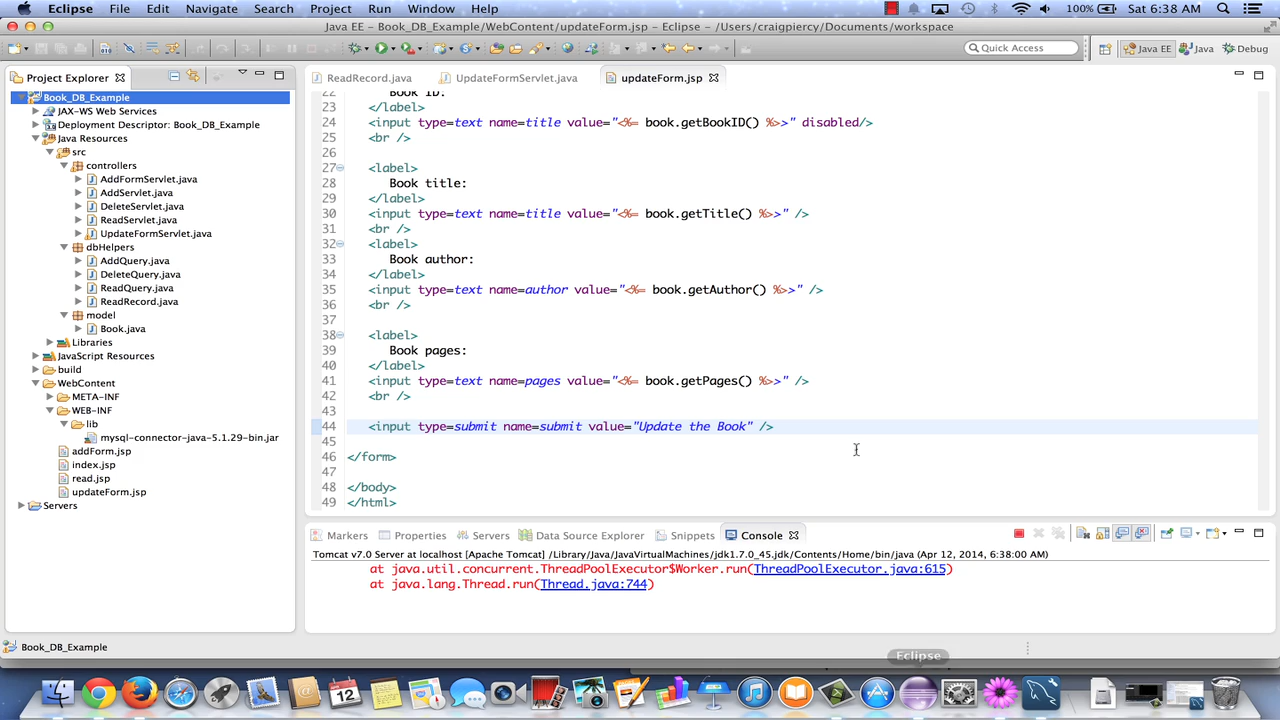 Eclipse File Edit Navigate Search Project Run Window Help 100% Sat 6:38 AM
Java EE - Book_DB_Example/WebContent/updateForm.jsp - Eclipse - /Users/craigpiercy/Documents/workspace
Quick Access Java EE Java Debug
Project Explorer
ReadRecord.java UpdateFormServlet.java updateForm.jsp
Book_DB_Example
JAX-WS Web Services
Deployment Descriptor: Book_DB_Example
Java Resources
src
controllers
AddFormServlet.java
AddServlet.java
DeleteServlet.java
ReadServlet.java
UpdateFormServlet.java
dbHelpers
AddQuery.java
DeleteQuery.java
ReadQuery.java
ReadRecord.java
model
Book.java
Libraries
JavaScript Resources
build
WebContent
META-INF
WEB-INF
lib
mysql-connector-java-5.1.29-bin.jar
addForm.jsp
index.jsp
read.jsp
updateForm.jsp
Servers
22 Book ID:
23 </label>
24 <input type=text name=title value="<%= book.getBookID() %>>" disabled/>
25 <br />
26
27 <label>
28 Book title:
29 </label>
30 <input type=text name=title value="<%= book.getTitle() %>>" />
31 <br />
32 <label>
33 Book author:
34 </label>
35 <input type=text name=author value="<%= book.getAuthor() %>>" />
36 <br />
37
38 <label>
39 Book pages:
40 </label>
41 <input type=text name=pages value="<%= book.getPages() %>>" />
42 <br />
43
44 <input type=submit name=submit value="Update the Book" />
45
46 </form>
47
48 </body>
49 </html>
Markers Properties Servers Data Source Explorer Snippets Console
Tomcat v7.0 Server at localhost [Apache Tomcat] /Library/Java/JavaVirtualMachines/jdk1.7.0_45.jdk/Contents/Home/bin/java (Apr 12, 2014, 6:38:00 AM)
at java.util.concurrent.ThreadPoolExecutor$Worker.run(ThreadPoolExecutor.java:615)
at java.lang.Thread.run(Thread.java:744)
Book_DB_Example
Eclipse
12